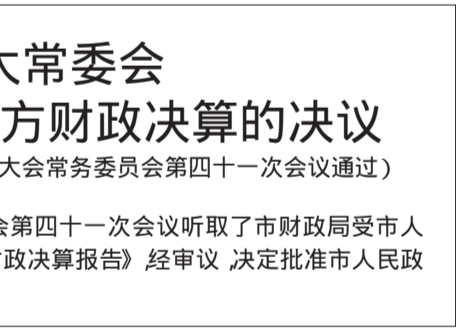 大常委会
方财政决算的决议
大会常务委员会第四十一次会议通过)
会第四十一次会议听取了市财政局受市人
政决算报告》,经审议,决定批准市人民政